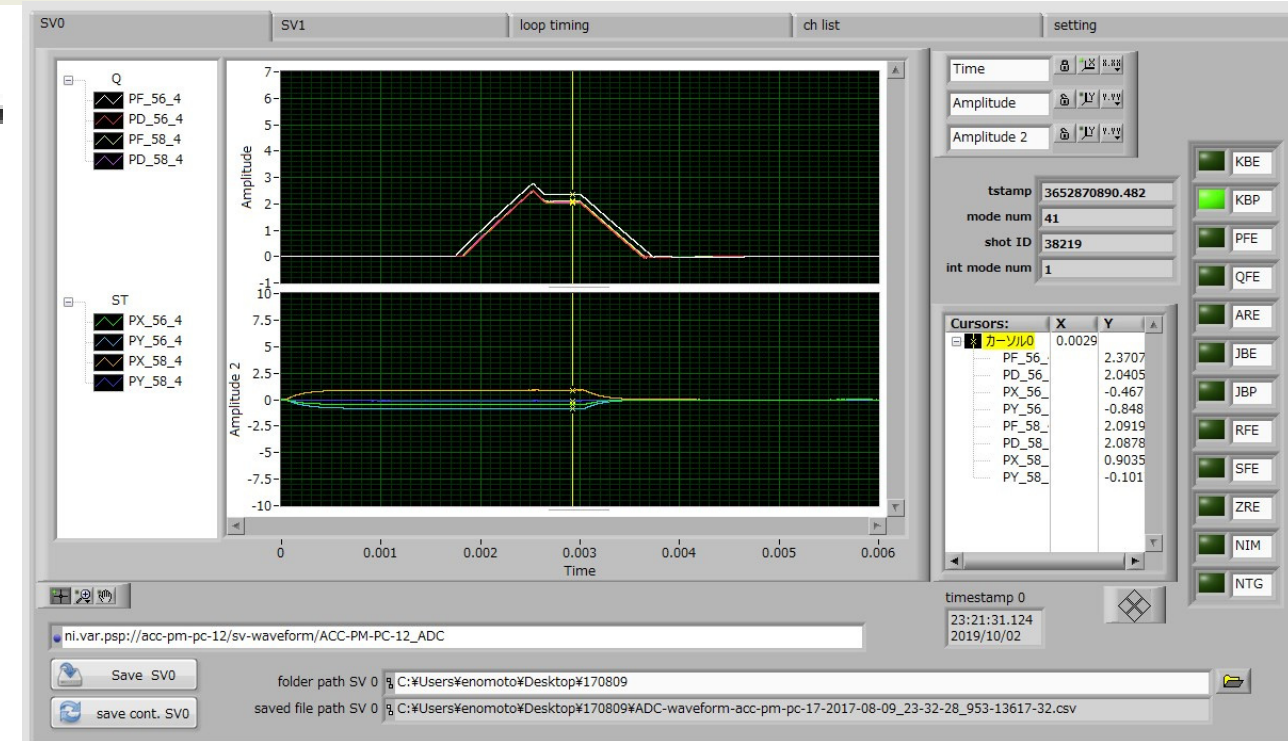 SV0 SV1 loop timing ch list setting
Q
PF_56_4
PD_56_4
PF_58_4
PD_58_4
ST
PX_56_4
PY_56_4
PX_58_4
PY_58_4
Amplitude
7
6
5
4
3
2
1
0
-1
Amplitude 2
10
7.5
5
2.5
0
-2.5
-5
-7.5
-10
0 0.001 0.002 0.003 0.004 0.005 0.006
Time
Time
Amplitude
Amplitude 2
tstamp 3652870890.482
mode num 41
shot ID 38219
int mode num 1
Cursors: X Y
カーソル0 0.0029
PF_56_ 2.3707
PD_56_ 2.0405
PX_56_ -0.467
PY_56_ -0.848
PF_58_ 2.0919
PD_58_ 2.0878
PX_58_ 0.9035
PY_58_ -0.101
KBE
KBP
PFE
QFE
ARE
JBE
JBP
RFE
SFE
ZRE
NIM
NTG
timestamp 0
23:21:31.124
2019/10/02
ni.var.psp://acc-pm-pc-12/sv-waveform/ACC-PM-PC-12_ADC
Save SV0
folder path SV 0 C:¥Users¥enomoto¥Desktop¥170809
save cont. SV0
saved file path SV 0 C:¥Users¥enomoto¥Desktop¥170809¥ADC-waveform-acc-pm-pc-17-2017-08-09_23-32-28_953-13617-32.csv